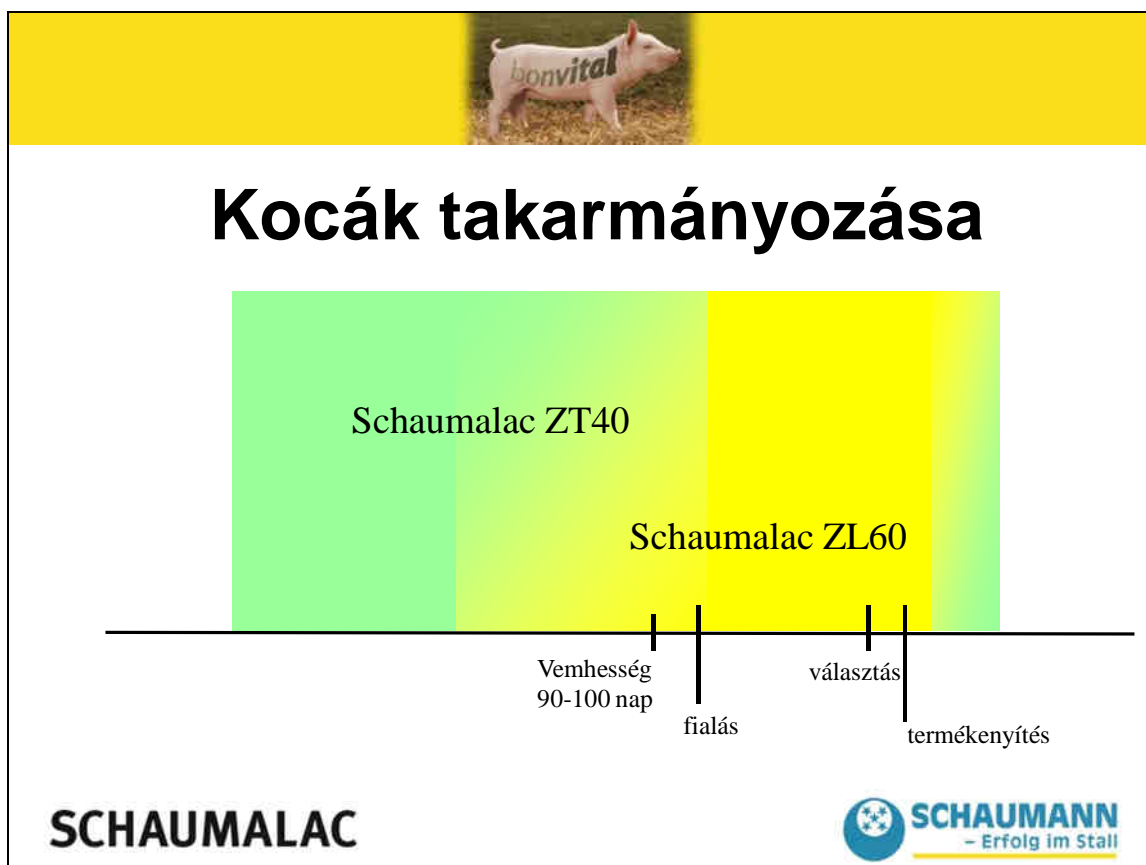 bonvital
Kocák takarmányozása
Schaumalac ZT40
Schaumalac ZL60
Vemhesség
90-100 nap
fialás
választás
termékenyítés
SCHAUMALAC
SCHAUMANN
– Erfolg im Stall